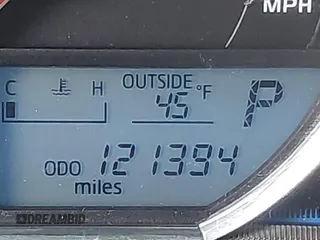 MPH
C H OUTSIDE
45 °F P
ODO 121394
miles
DREAMBID